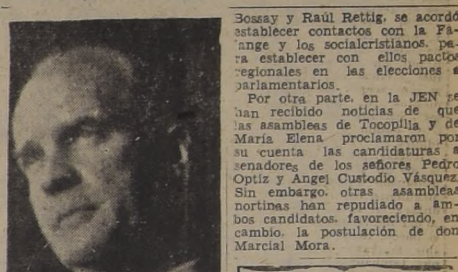 Bossay y Raúl Rettig, se acordó
establecer contactos con la Fa-
ange y los socialcristianos, pa-
ra establecer con ellos pactos
regionales en las elecciones a
parlamentarios.
Por otra parte, en la JEN se
han recibido noticias de que
las asambleas de Tocopilla y de
María Elena proclamaron por
su cuenta las candidaturas a
senadores de los señores Pedro
Optiz y Angel Custodio Vásquez.
Sin embargo, otras asambleas
nortinas han repudiado a am-
bos candidatos, favoreciendo, en
cambio, la postulación de don
Marcial Mora.